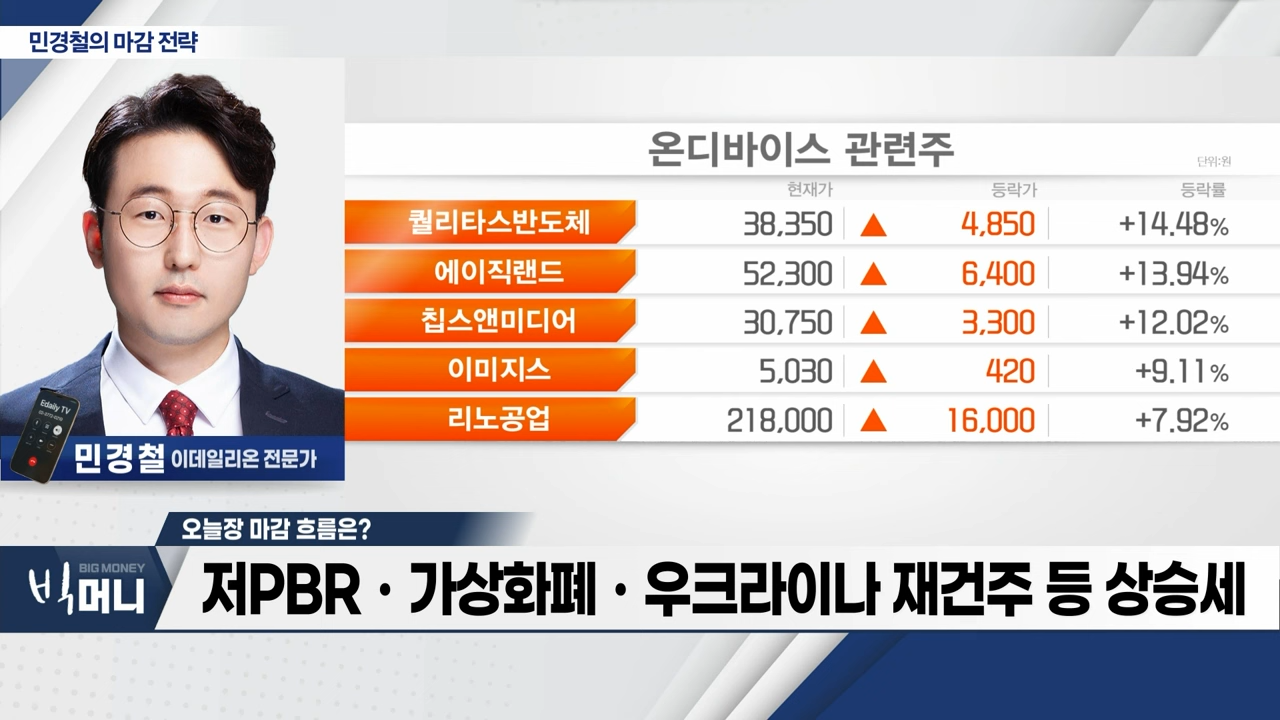 민경철의 마감 전략
온디바이스 관련주
단위:원
현재가 등락가 등락률
퀄리타스반도체 38,350 ▲ 4,850 +14.48%
에이직랜드 52,300 ▲ 6,400 +13.94%
칩스앤미디어 30,750 ▲ 3,300 +12.02%
이미지스 5,030 ▲ 420 +9.11%
리노공업 218,000 ▲ 16,000 +7.92%
Edaily TV
민경철 이데일리온 전문가
오늘장 마감 흐름은?
BIG MONEY
빅머니
저PBR · 가상화폐 · 우크라이나 재건주 등 상승세